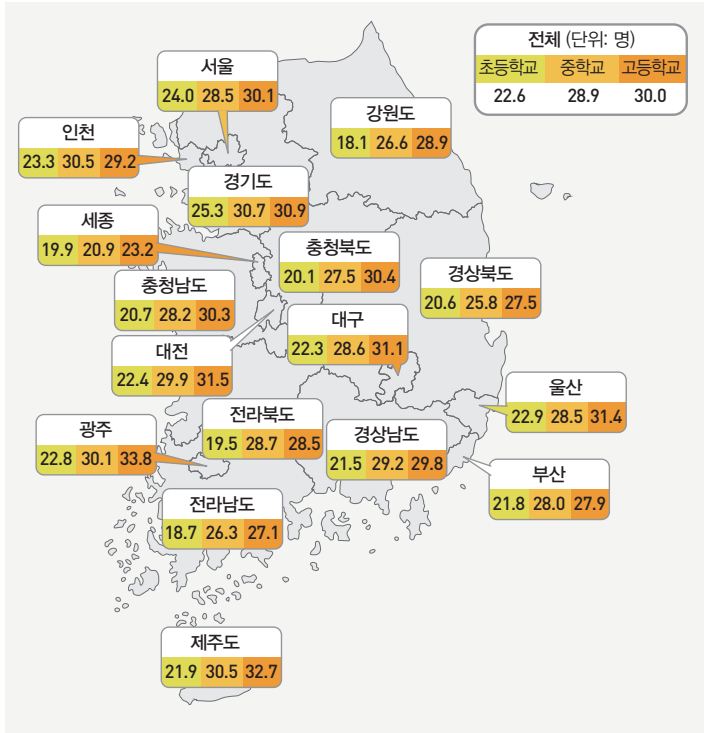 전체 (단위: 명)
초등학교 중학교 고등학교
22.6 28.9 30.0
서울
24.0 28.5 30.1
강원도
18.1 26.6 28.9
인천
23.3 30.5 29.2
경기도
25.3 30.7 30.9
세종
19.9 20.9 23.2
충청북도
20.1 27.5 30.4
경상북도
20.6 25.8 27.5
충청남도
20.7 28.2 30.3
대구
22.3 28.6 31.1
대전
22.4 29.9 31.5
울산
22.9 28.5 31.4
전라북도
19.5 28.7 28.5
광주
22.8 30.1 33.8
경상남도
21.5 29.2 29.8
부산
21.8 28.0 27.9
전라남도
18.7 26.3 27.1
제주도
21.9 30.5 32.7